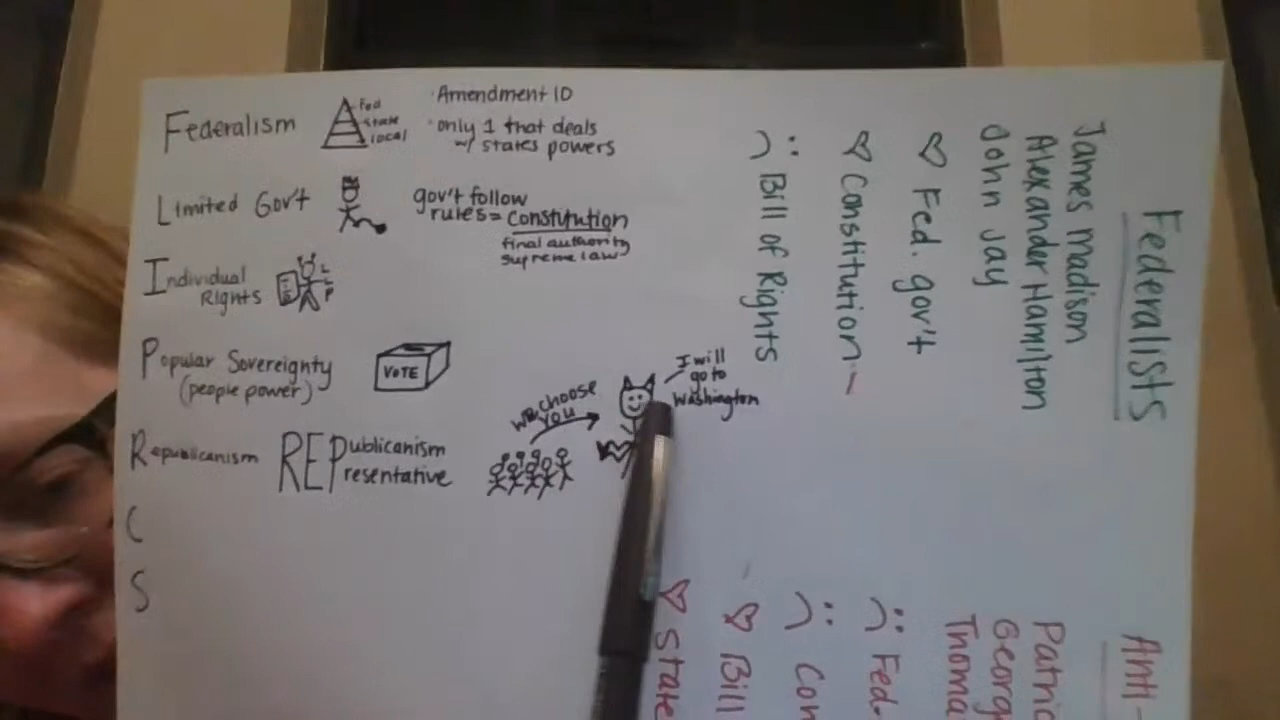 Federalism
Fed
State
Local
· Amendment 10
· only 1 that deals
w/ states powers
Limited Gov't
gov't follow
rules = constitution
final authority
supreme law
Individual
Rights
L
L
P
Popular Sovereignty
(people power)
VOTE
Republicanism
REPublicanism
REPresentative
We choose
you
I will
go to
Washington
C
S
Federalists
James Madison
Alexander Hamilton
John Jay
♡ Fed. gov't
♡ Constitution
:( Bill of Rights
Anti-
Patric
Georg
Thoma
:( Fed.
:( Con
♡ Bill
♡ State